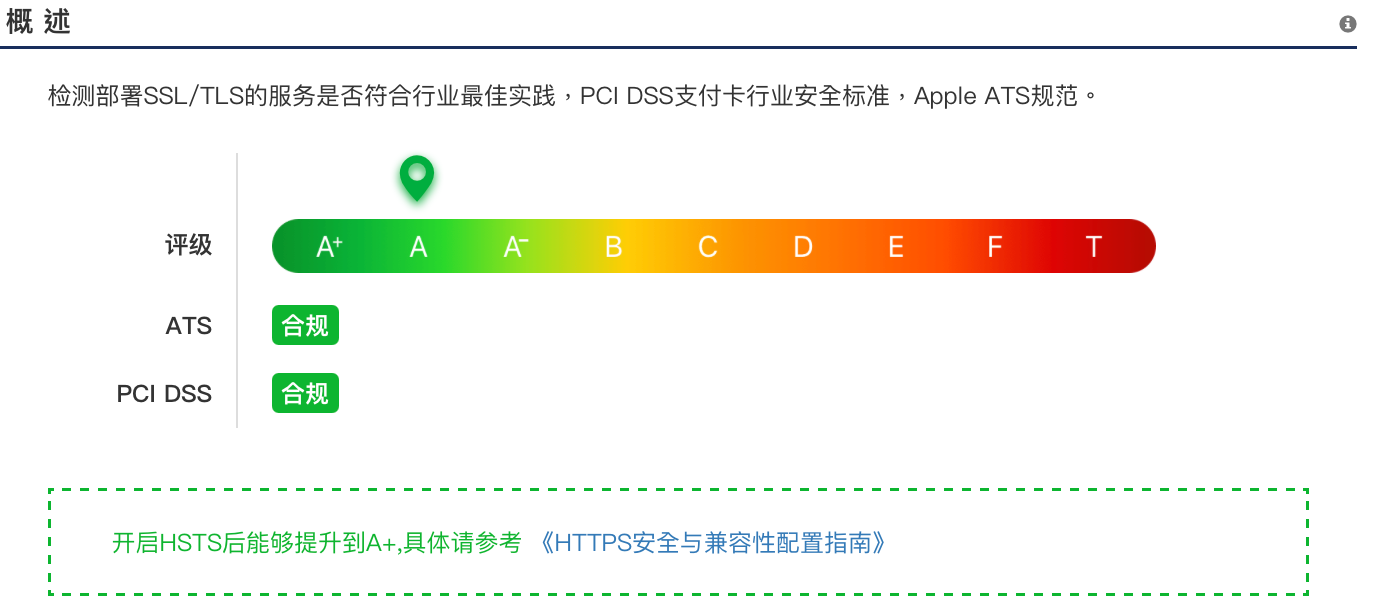 概 述
检测部署SSL/TLS的服务是否符合行业最佳实践，PCI DSS支付卡行业安全标准，Apple ATS规范。
评级 A+ A A- B C D E F T
ATS 合规
PCI DSS 合规
开启HSTS后能够提升到A+,具体请参考 《HTTPS安全与兼容性配置指南》